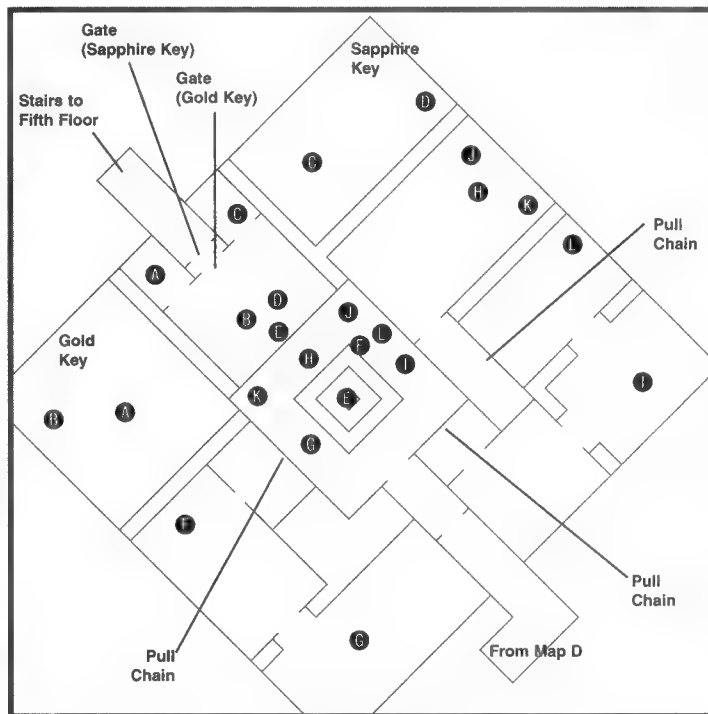 Gate
(Sapphire Key)
Sapphire
Key
Gate
(Gold Key)
Stairs to
Fifth Floor
D
J
C
H
K
C
Pull
Chain
L
A
D
J
B
E
L
F
Gold
Key
H
I
I
K
E
A
B
G
F
Pull
Chain
G
From Map D
Pull
Chain